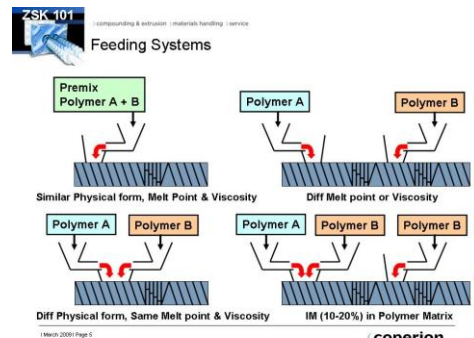 ZSK 101
compounding & extrusion | materials handling | service
Feeding Systems
Premix
Polymer A + B
Polymer A
Polymer B
Similar Physical form, Melt Point & Viscosity
Diff Melt point or Viscosity
Polymer A
Polymer B
Polymer A
Polymer B
Polymer B
Diff Physical form, Same Melt point & Viscosity
IM (10-20%) in Polymer Matrix
| March 2009 | Page 5
coperion